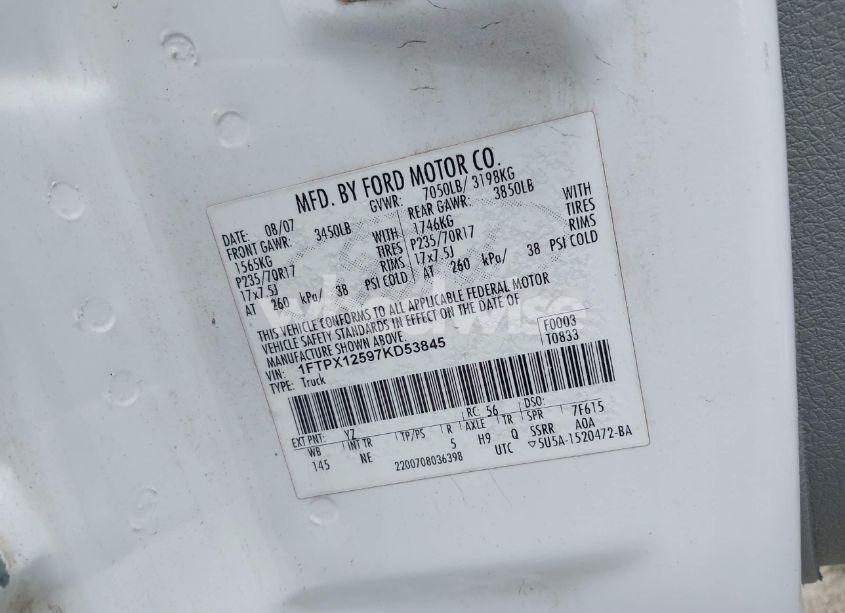 MFD. BY FORD MOTOR CO.
DATE: 08/07 GVWR: 7050LB/ 3198KG
FRONT GAWR: 3450LB REAR GAWR: 3850LB
1565KG WITH 1746KG WITH
P235/70R17 TIRES P235/70R17 TIRES
17x7.5J RIMS 17x7.5J RIMS
AT 260 kPa/ 38 PSI COLD AT 260 kPa/ 38 PSI COLD
THIS VEHICLE CONFORMS TO ALL APPLICABLE FEDERAL MOTOR
VEHICLE SAFETY STANDARDS IN EFFECT ON THE DATE OF
MANUFACTURE SHOWN ABOVE.
VIN: 1FTPX12597KD53845 F0003
TYPE: Truck T0833
EXT PNT: YZ RC: 56 DSO:
WB INT TR TP/PS R AXLE TR SPR 7F615
145 NE 5 H9 Q SSRR AOA
2200708036398 UTC ▽5U5A-1520472-BA
wheelwise